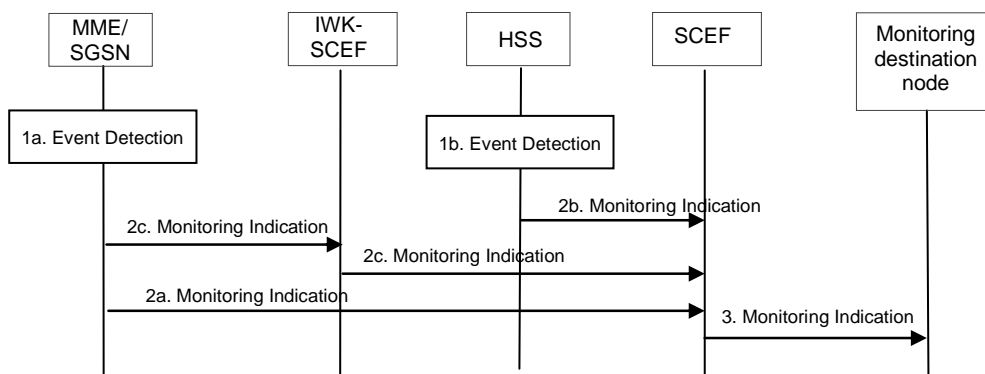 MME/
SGSN
IWK-
SCEF
HSS
SCEF
Monitoring
destination
node
1a. Event Detection
1b. Event Detection
2b. Monitoring Indication
2c. Monitoring Indication
2c. Monitoring Indication
2a. Monitoring Indication
3. Monitoring Indication